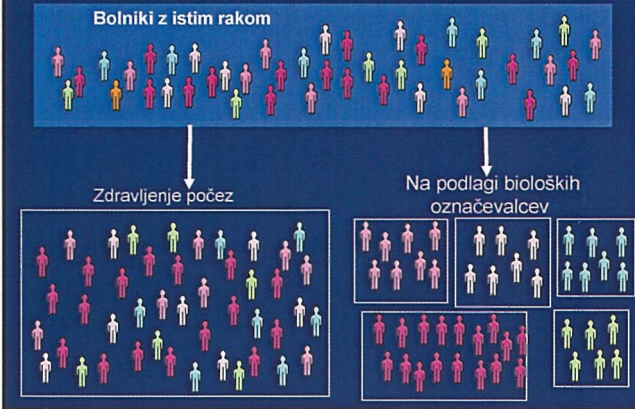 Bolniki z istim rakom
Zdravljenje počez
Na podlagi bioloških
označevalcev